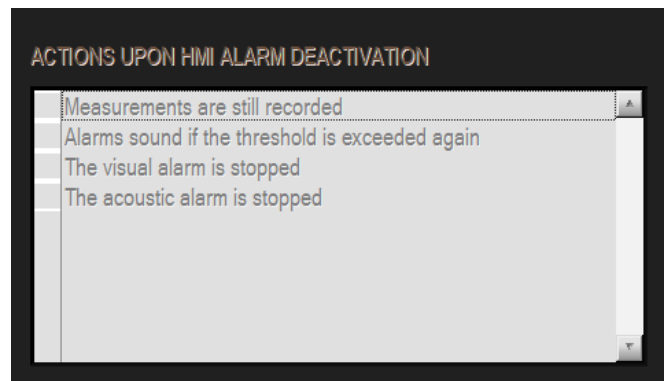 ACTIONS UPON HMI ALARM DEACTIVATION
Measurements are still recorded
Alarms sound if the threshold is exceeded again
The visual alarm is stopped
The acoustic alarm is stopped